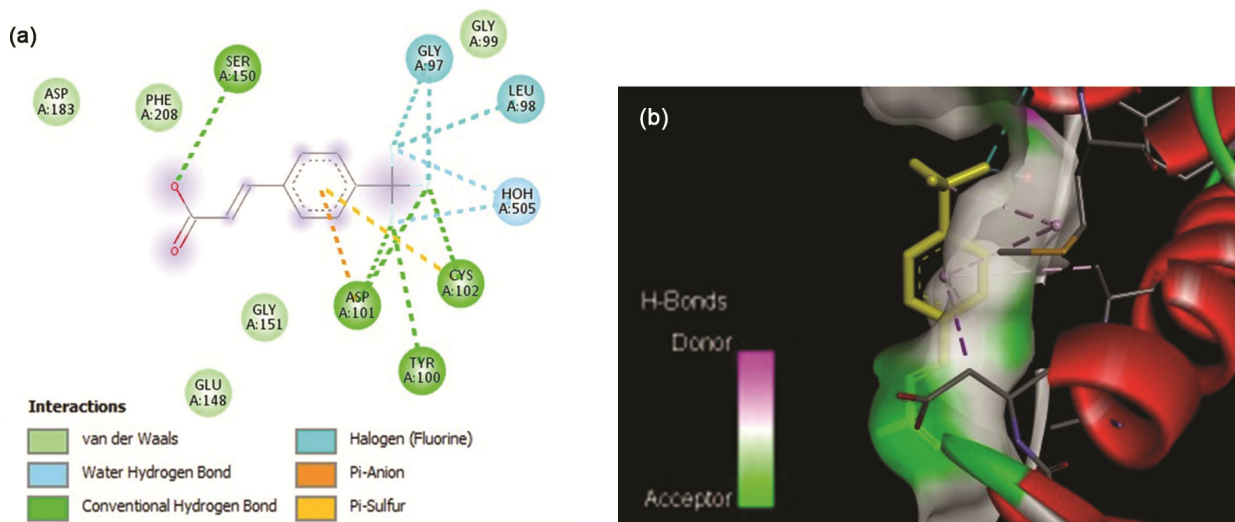 (a)
GLY
A:99
SER
A:150
GLY
A:97
ASP
A:183
PHE
A:208
LEU
A:98
HOH
A:505
O
O
GLY
A:151
ASP
A:101
CYS
A:102
TYR
A:100
GLU
A:148
Interactions
van der Waals
Water Hydrogen Bond
Conventional Hydrogen Bond
Halogen (Fluorine)
Pi-Anion
Pi-Sulfur
(b)
H-Bonds
Donor
Acceptor